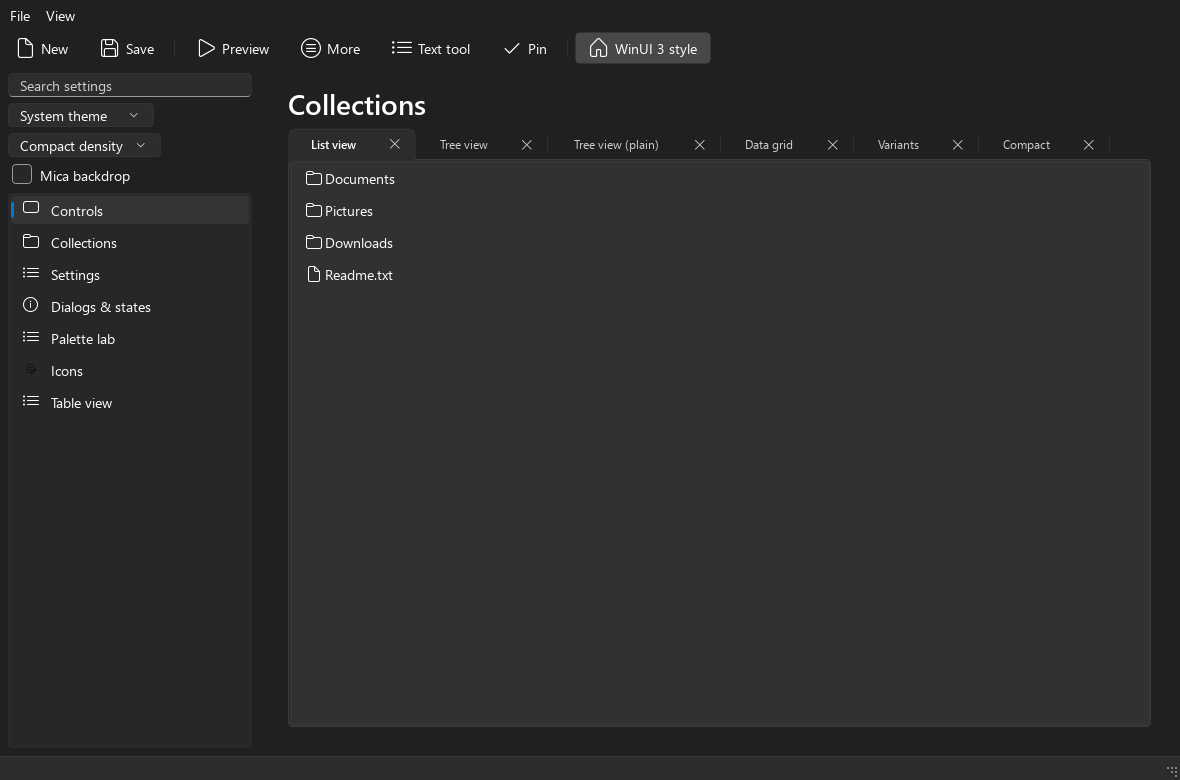 File View
New Save Preview More Text tool Pin WinUI 3 style
Search settings
System theme
Compact density
Mica backdrop
Controls
Collections
Settings
Dialogs & states
Palette lab
Icons
Table view
Collections
List view Tree view Tree view (plain) Data grid Variants Compact
Documents
Pictures
Downloads
Readme.txt